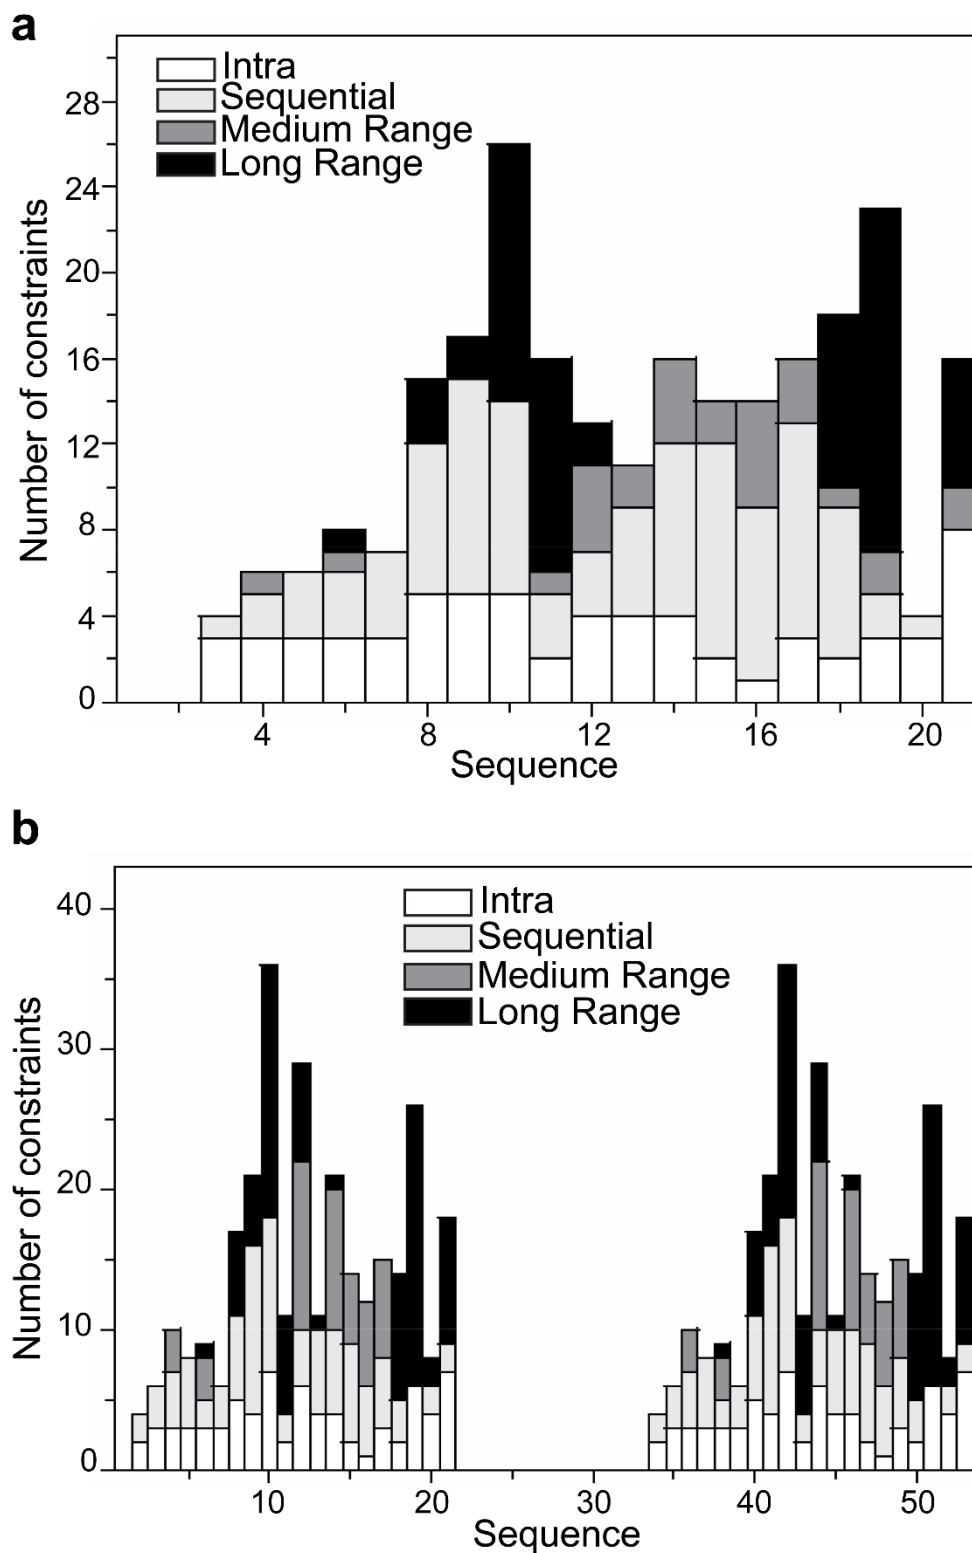 a
Intra
Sequential
Medium Range
Long Range
28
24
20
16
12
8
4
0
Number of constraints
4 8 12 16 20
Sequence
b
Intra
Sequential
Medium Range
Long Range
40
30
20
10
0
Number of constraints
10 20 30 40 50
Sequence